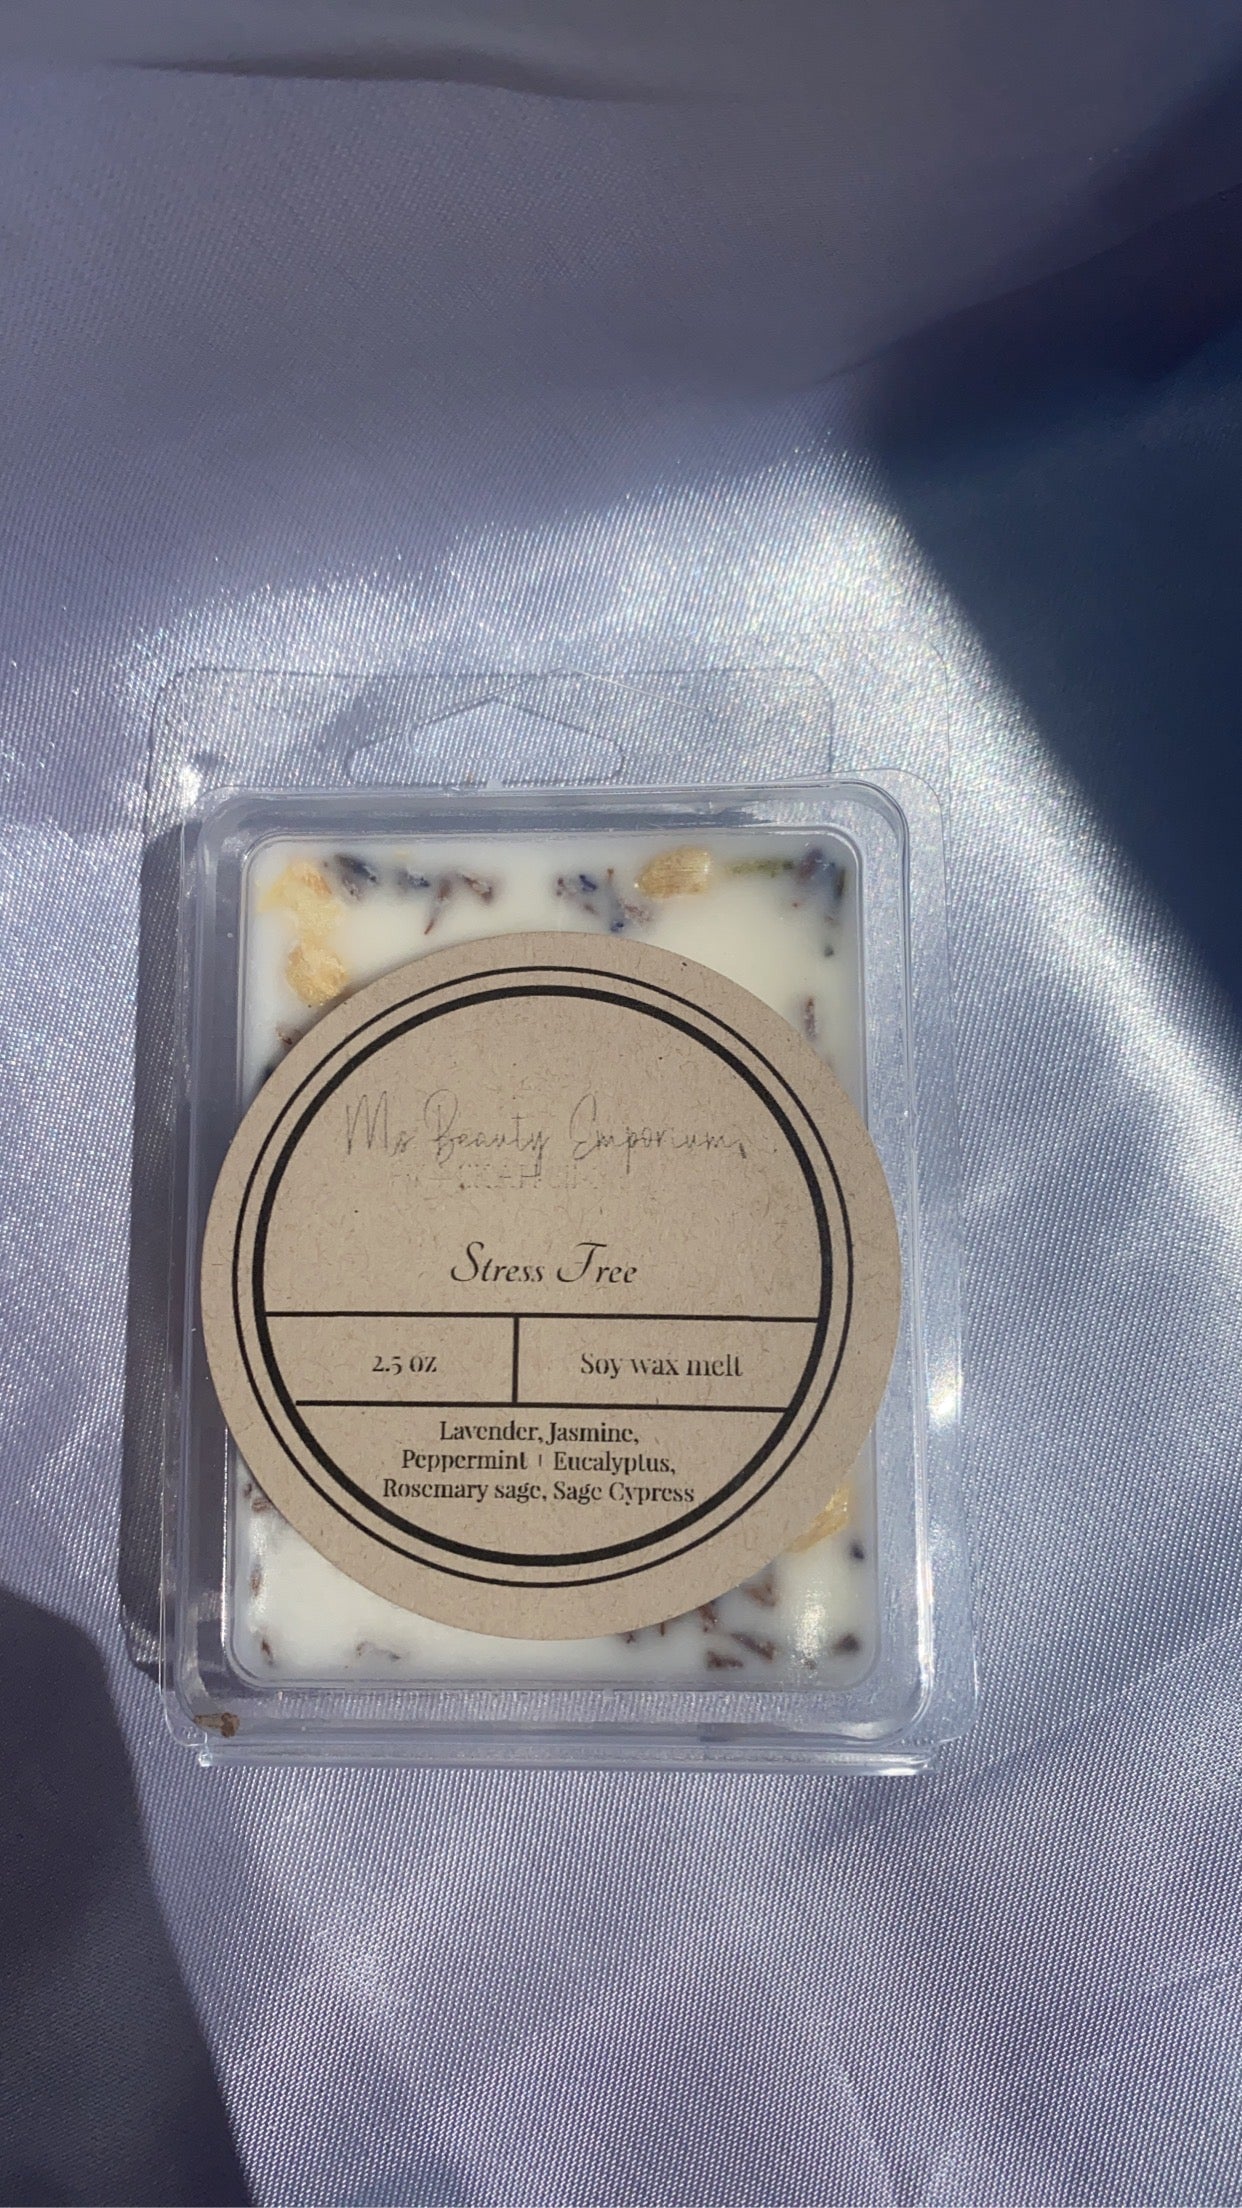 Ms Beauty Emporium
Stress Free
2.5 oz
Soy wax melt
Lavender, Jasmine,
Peppermint + Eucalyptus,
Rosemary sage, Sage Cypress